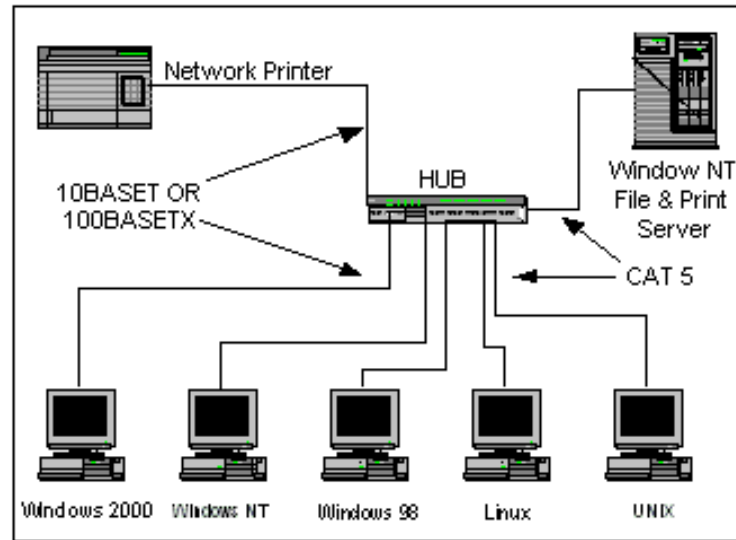 Network Printer
HUB
Window NT
File & Print
Server
10BASET OR
100BASETX
CAT 5
Windows 2000
Windows NT
Windows 98
Linux
UNIX